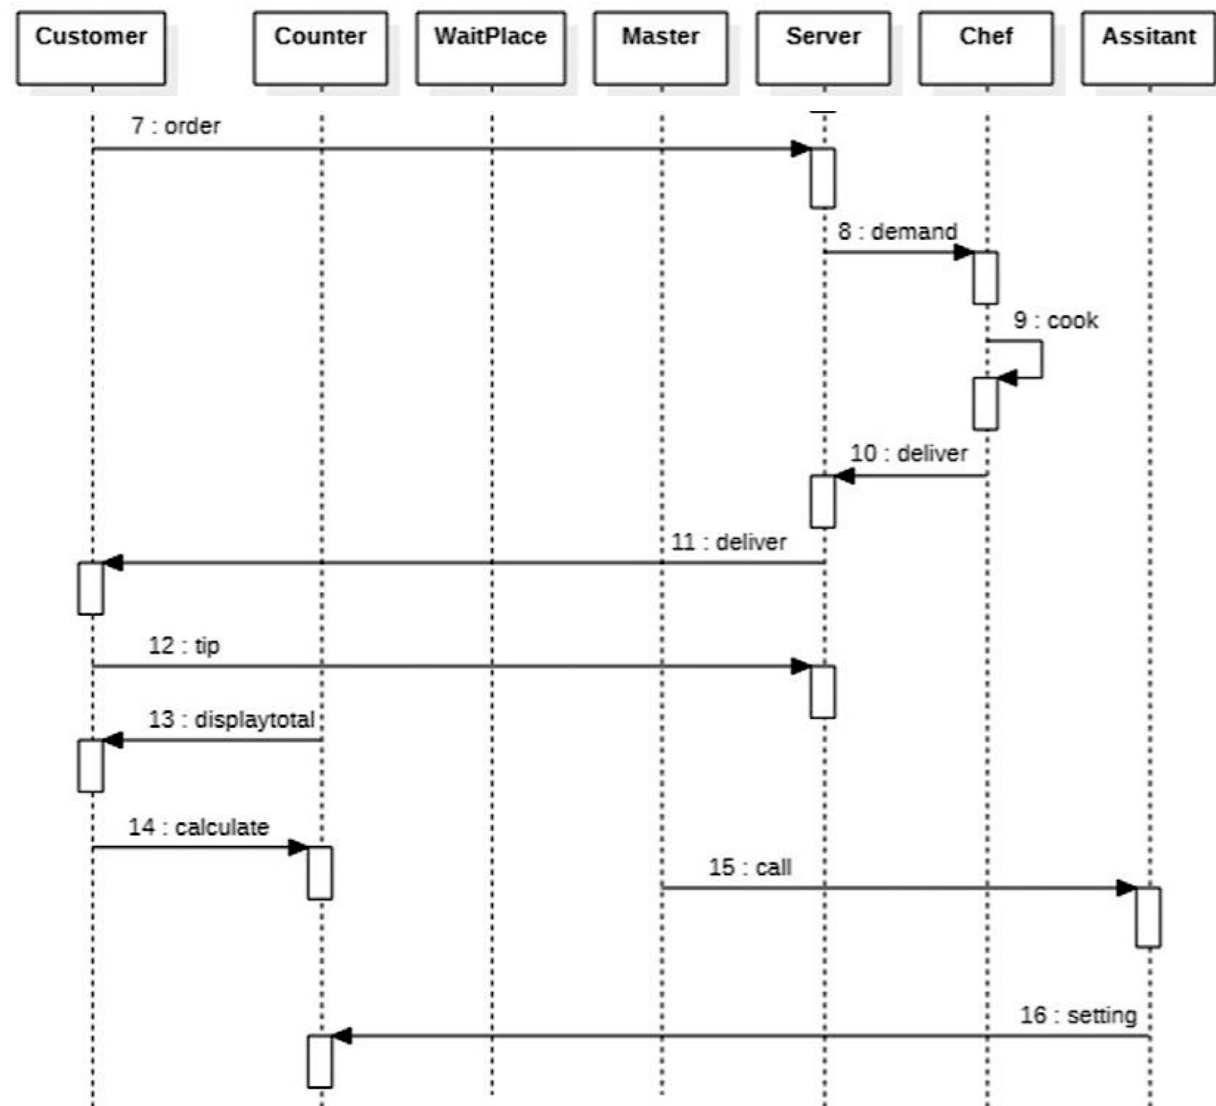 Customer
Counter
WaitPlace
Master
Server
Chef
Assitant
7 : order
8 : demand
9 : cook
10 : deliver
11 : deliver
12 : tip
13 : displaytotal
14 : calculate
15 : call
16 : setting